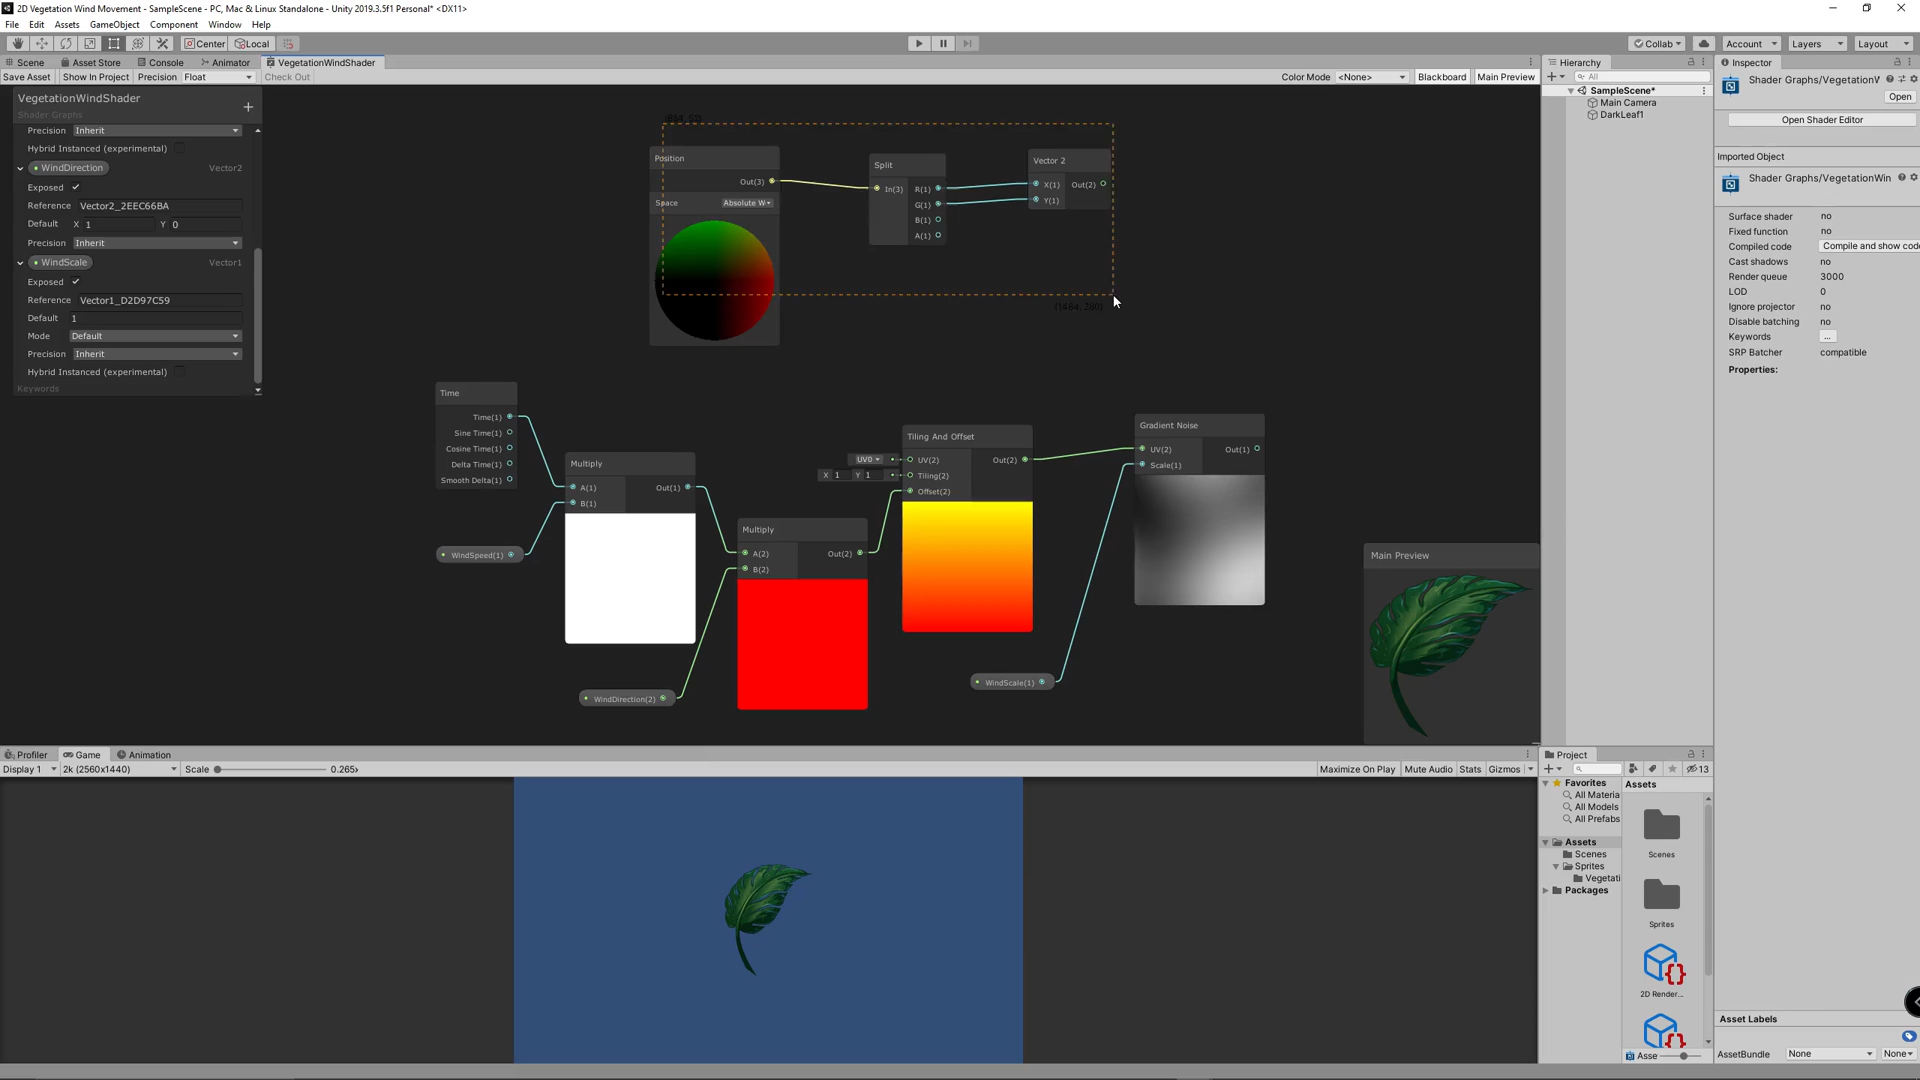 2D Vegetation Wind Movement - SampleScene - PC, Mac & Linux Standalone - Unity 2019.3.5f1 Personal* <DX11>
File Edit Assets GameObject Component Window Help
Center Local Collab Account Layers Layout
Scene Asset Store Console Animator VegetationWindShader
Save Asset Show In Project Precision Float Check Out Color Mode <None> Blackboard Main Preview
VegetationWindShader
Shader Graphs
Precision Inherit
Hybrid Instanced (experimental)
WindDirection Vector2
Exposed
Reference Vector2_2EEC66BA
Default X 1 Y 0
Precision Inherit
WindScale Vector1
Exposed
Reference Vector1_D2D97C59
Default 1
Mode Default
Precision Inherit
Hybrid Instanced (experimental)
Keywords
Position
Out(3)
Space Absolute W
Split
In(3) R(1)
G(1)
B(1)
A(1)
Vector 2
X(1) Out(2)
Y(1)
Time
Time(1)
Sine Time(1)
Cosine Time(1)
Delta Time(1)
Smooth Delta(1)
WindSpeed(1)
Multiply
A(1) Out(1)
B(1)
WindDirection(2)
Multiply
A(2) Out(2)
B(2)
Tiling And Offset
UV0 UV(2) Out(2)
X 1 Y 1 Tiling(2)
Offset(2)
WindScale(1)
Gradient Noise
UV(2) Out(1)
Scale(1)
Main Preview
Hierarchy
All
SampleScene*
Main Camera
DarkLeaf1
Inspector
Shader Graphs/VegetationW
Open
Open Shader Editor
Imported Object
Shader Graphs/VegetationWin
Surface shader no
Fixed function no
Compiled code Compile and show code
Cast shadows no
Render queue 3000
LOD 0
Ignore projector no
Disable batching no
Keywords ...
SRP Batcher compatible
Properties:
Profiler Game Animation
Display 1 2k (2560x1440) Scale 0.265x Maximize On Play Mute Audio Stats Gizmos
Project
13
Favorites
All Materia
All Models
All Prefabs
Assets
Scenes
Sprites
Vegetati
Packages
Assets
Scenes
Sprites
2D Render...
Asse
Asset Labels
AssetBundle None None